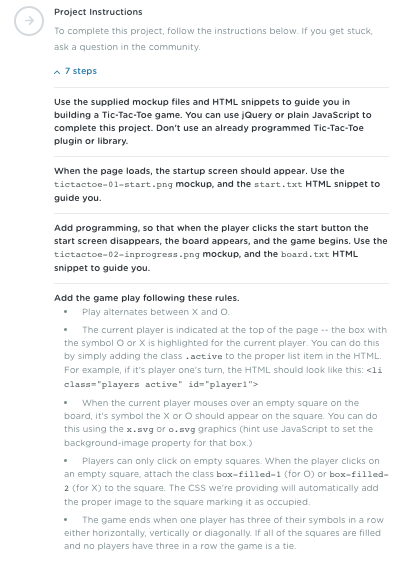 Project Instructions
To complete this project, follow the instructions below. If you get stuck,
ask a question in the community.
7 steps
Use the supplied mockup files and HTML snippets to guide you in
building a Tic-Tac-Toe game. You can use jQuery or plain JavaScript to
complete this project. Don't use an already programmed Tic-Tac-Toe
plugin or library.
When the page loads, the startup screen should appear. Use the
tictactoe-01-start.png mockup, and the start.txt HTML snippet to
guide you.
Add programming, so that when the player clicks the start button the
start screen disappears, the board appears, and the game begins. Use the
tictactoe-02-inprogress.png mockup, and the board.txt HTML
snippet to guide you.
Add the game play following these rules.
• Play alternates between X and O.
• The current player is indicated at the top of the page -- the box with
the symbol O or X is highlighted for the current player. You can do this
by simply adding the class .active to the proper list item in the HTML.
For example, if it's player one's turn, the HTML should look like this: <li
class="players active" id="player1">
• When the current player mouses over an empty square on the
board, it's symbol the X or O should appear on the square. You can do
this using the x.svg or o.svg graphics (hint use JavaScript to set the
background-image property for that box.)
• Players can only click on empty squares. When the player clicks on
an empty square, attach the class box-filled-1 (for O) or box-filled-
2 (for X) to the square. The CSS we're providing will automatically add
the proper image to the square marking it as occupied.
• The game ends when one player has three of their symbols in a row
either horizontally, vertically or diagonally. If all of the squares are filled
and no players have three in a row the game is a tie.